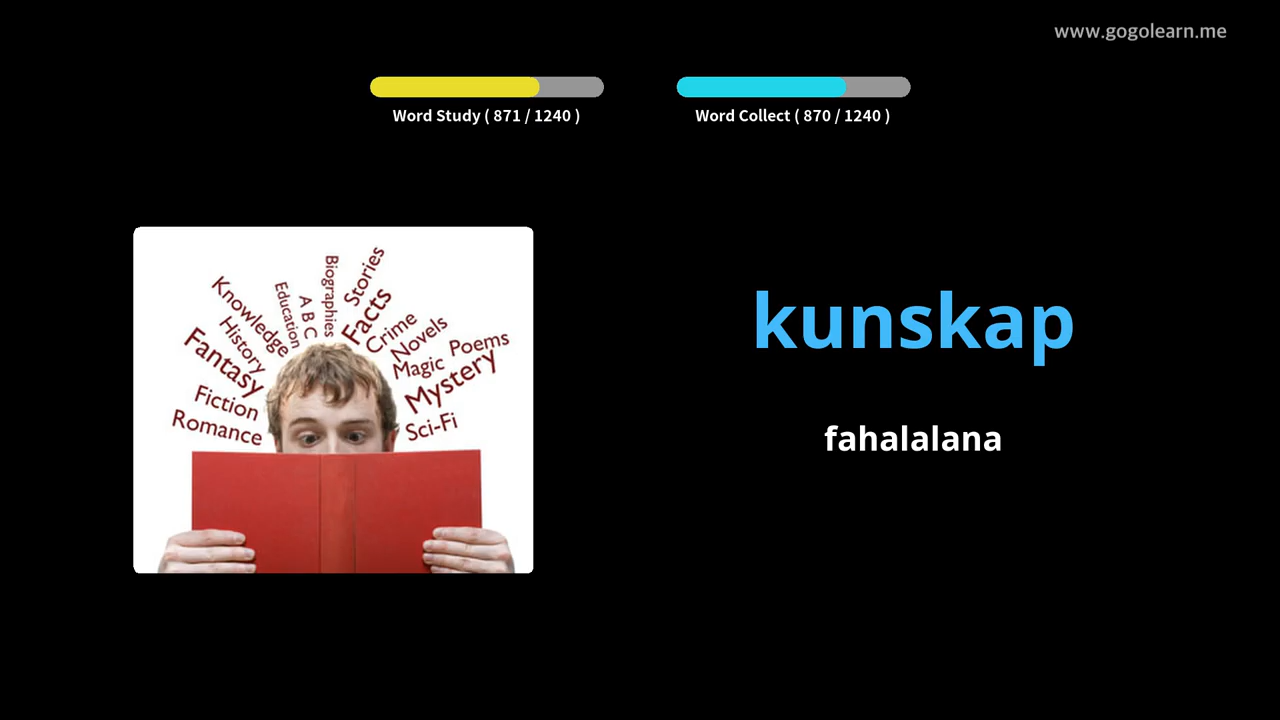 www.gogolearn.me
Word Study ( 871 / 1240 )
Word Collect ( 870 / 1240 )
Knowledge
Education
A B C
Biographies
Stories
Facts
History
Crime
Novels
Poems
Fantasy
Magic
Mystery
Fiction
Romance
Sci-Fi
kunskap
fahalalana